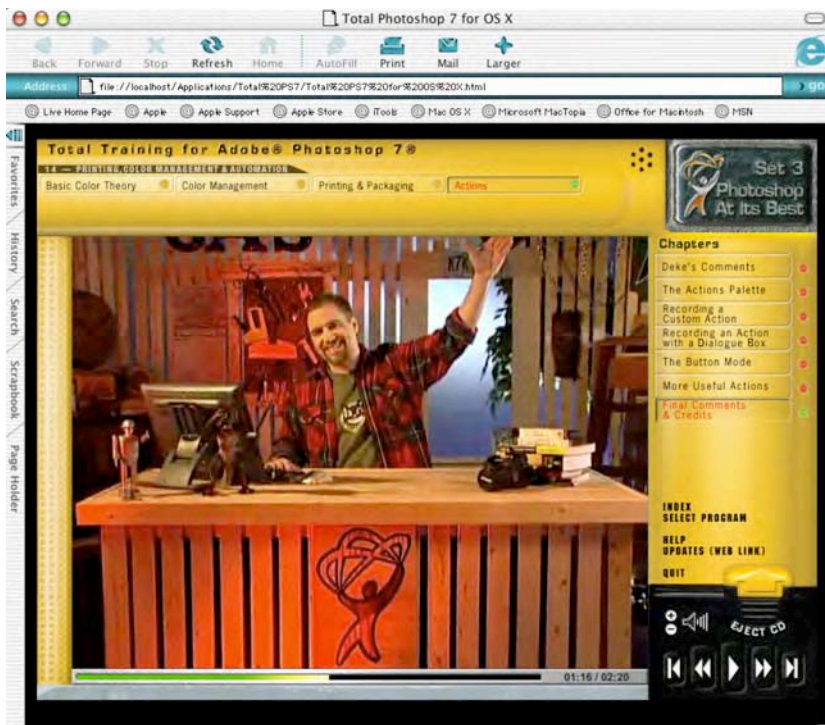 Total Photoshop 7 for OS X
Back Forward Stop Refresh Home AutoFill Print Mail Larger
Address file://localhost/Applications/Total%20PS7/Total%20PS7%20for%20OS%20X.html go
Live Home Page Apple Apple Support Apple Store iTools Mac OS X Microsoft MacTopia Office for Macintosh MSN
Favorites
History
Search
Scrapbook
Page Holder
Total Training for Adobe® Photoshop 7®
14 — PRINTING, COLOR MANAGEMENT & AUTOMATION
Basic Color Theory Color Management Printing & Packaging Actions
Set 3
Photoshop
At Its Best
Chapters
Deke's Comments
The Actions Palette
Recording a
Custom Action
Recording an Action
with a Dialogue Box
The Button Mode
More Useful Actions
Final Comments
& Credits
INDEX
SELECT PROGRAM
HELP
UPDATES (WEB LINK)
QUIT
EJECT CD
01:16 / 02:20